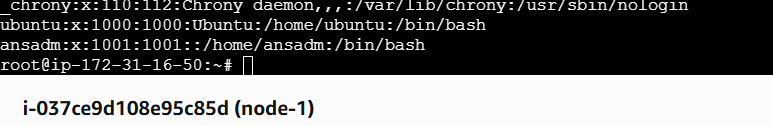 _chrony:x:110:112:Chrony daemon,,,:/var/lib/chrony:/usr/sbin/nologin
ubuntu:x:1000:1000:Ubuntu:/home/ubuntu:/bin/bash
ansadm:x:1001:1001::/home/ansadm:/bin/bash
root@ip-172-31-16-50:~#
i-037ce9d108e95c85d (node-1)